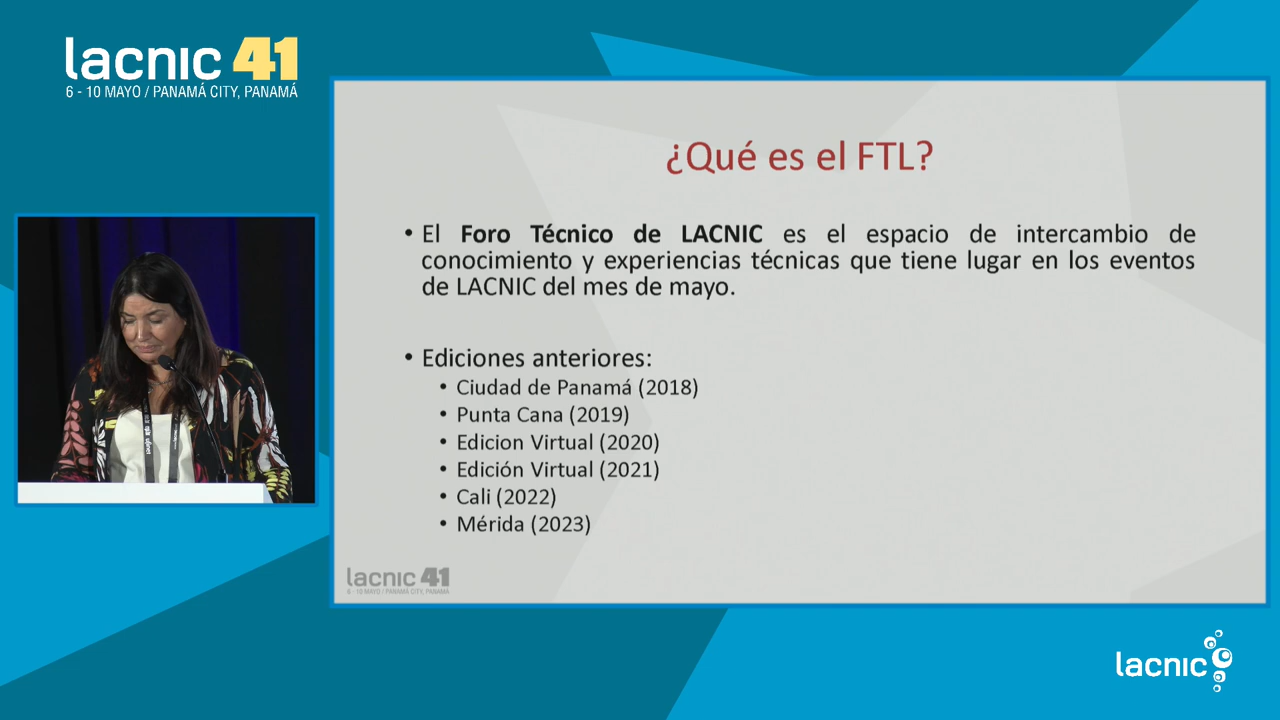 lacnic 41
6 - 10 MAYO / PANAMÁ CITY, PANAMÁ
¿Qué es el FTL?
• El Foro Técnico de LACNIC es el espacio de intercambio de
conocimiento y experiencias técnicas que tiene lugar en los eventos
de LACNIC del mes de mayo.
• Ediciones anteriores:
• Ciudad de Panamá (2018)
• Punta Cana (2019)
• Edicion Virtual (2020)
• Edición Virtual (2021)
• Cali (2022)
• Mérida (2023)
lacnic 41
6 - 10 MAYO / PANAMÁ CITY, PANAMÁ
lacnic